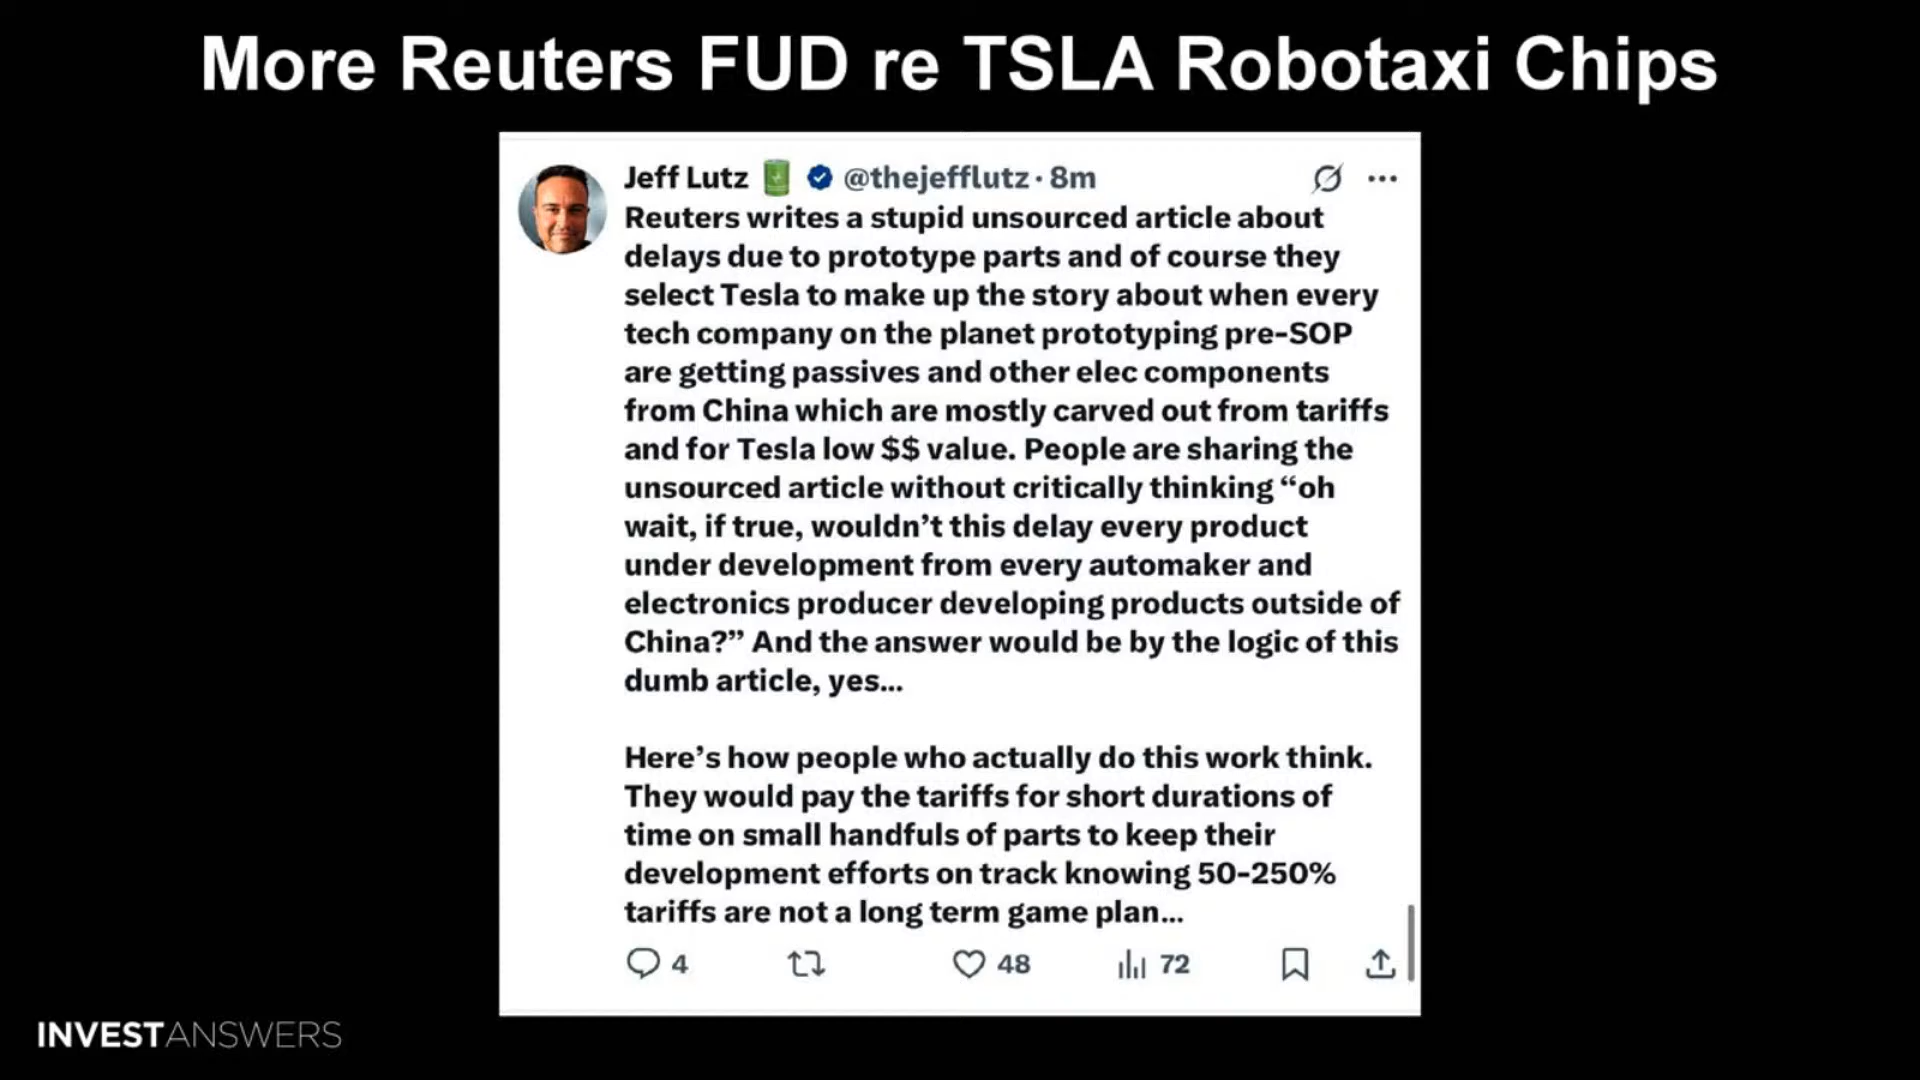 More Reuters FUD re TSLA Robotaxi Chips
Jeff Lutz @thejefflutz · 8m
Reuters writes a stupid unsourced article about
delays due to prototype parts and of course they
select Tesla to make up the story about when every
tech company on the planet prototyping pre-SOP
are getting passives and other elec components
from China which are mostly carved out from tariffs
and for Tesla low $$ value. People are sharing the
unsourced article without critically thinking “oh
wait, if true, wouldn’t this delay every product
under development from every automaker and
electronics producer developing products outside of
China?” And the answer would be by the logic of this
dumb article, yes...
Here’s how people who actually do this work think.
They would pay the tariffs for short durations of
time on small handfuls of parts to keep their
development efforts on track knowing 50-250%
tariffs are not a long term game plan...
4 48 72
INVESTANSWERS